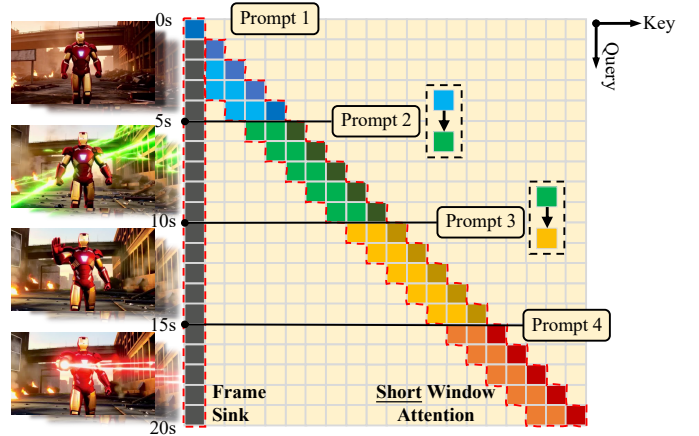 0s
Prompt 1
Key
Query
5s
Prompt 2
10s
Prompt 3
15s
Prompt 4
Frame
Sink
Short Window
Attention
20s